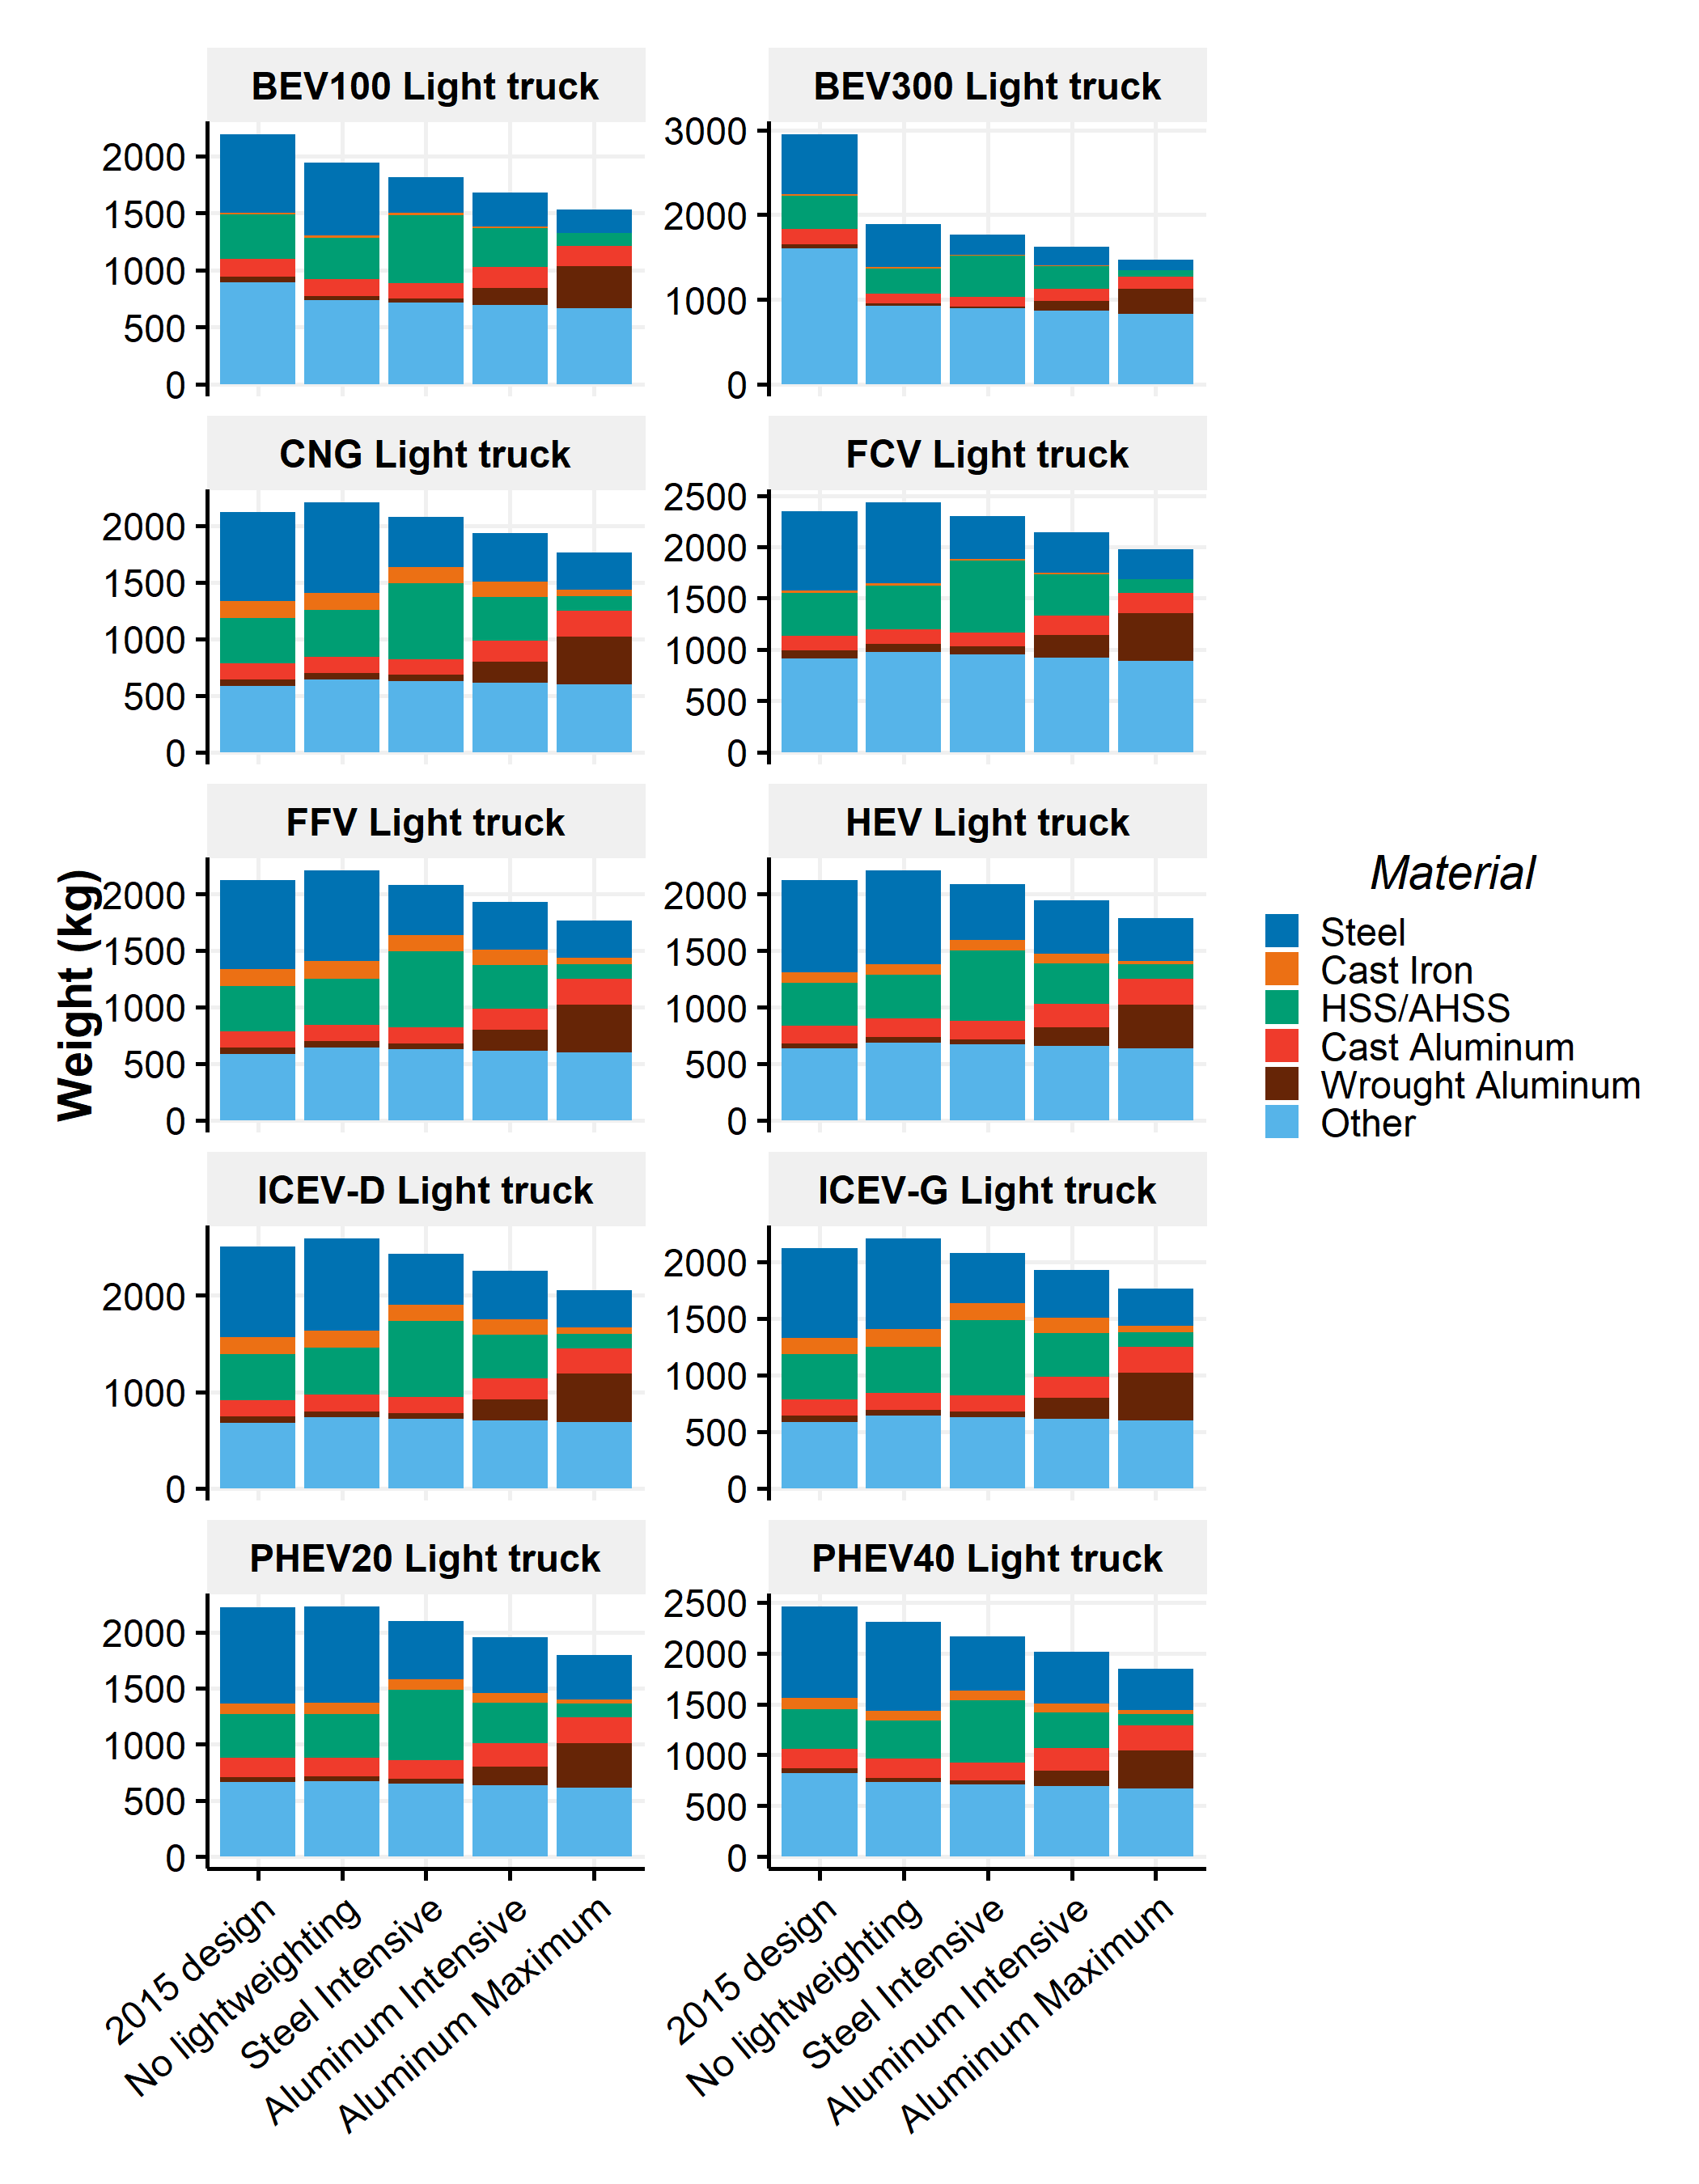 BEV100 Light truck
BEV300 Light truck
2000
1500
1000
500
0
3000
2000
1000
0
CNG Light truck
FCV Light truck
2000
1500
1000
500
0
2500
2000
1500
1000
500
0
FFV Light truck
HEV Light truck
2000
1500
1000
500
0
2000
1500
1000
500
0
Weight (kg)
Material
Steel
Cast Iron
HSS/AHSS
Cast Aluminum
Wrought Aluminum
Other
ICEV-D Light truck
ICEV-G Light truck
2000
1000
0
2000
1500
1000
500
0
PHEV20 Light truck
PHEV40 Light truck
2000
1500
1000
500
0
2500
2000
1500
1000
500
0
2015 design
No lightweighting
Steel Intensive
Aluminum Intensive
Aluminum Maximum
2015 design
No lightweighting
Steel Intensive
Aluminum Intensive
Aluminum Maximum